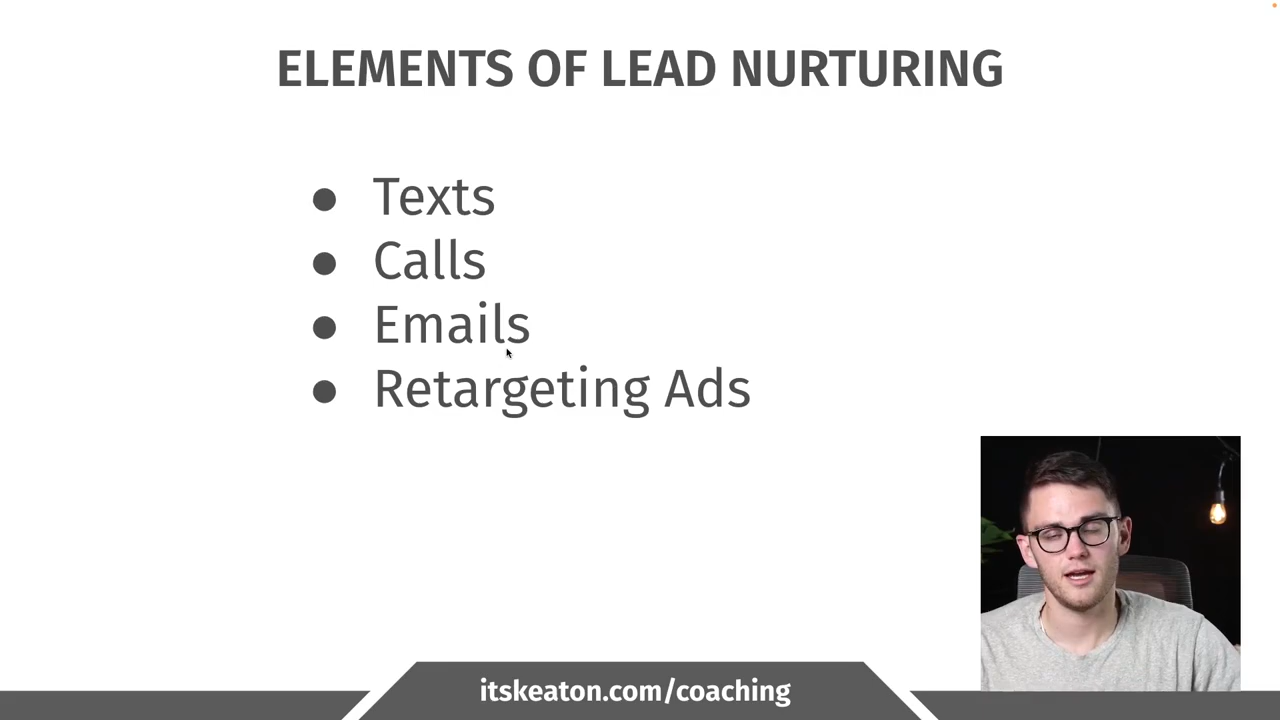 ELEMENTS OF LEAD NURTURING
● Texts
● Calls
● Emails
● Retargeting Ads
itskeaton.com/coaching